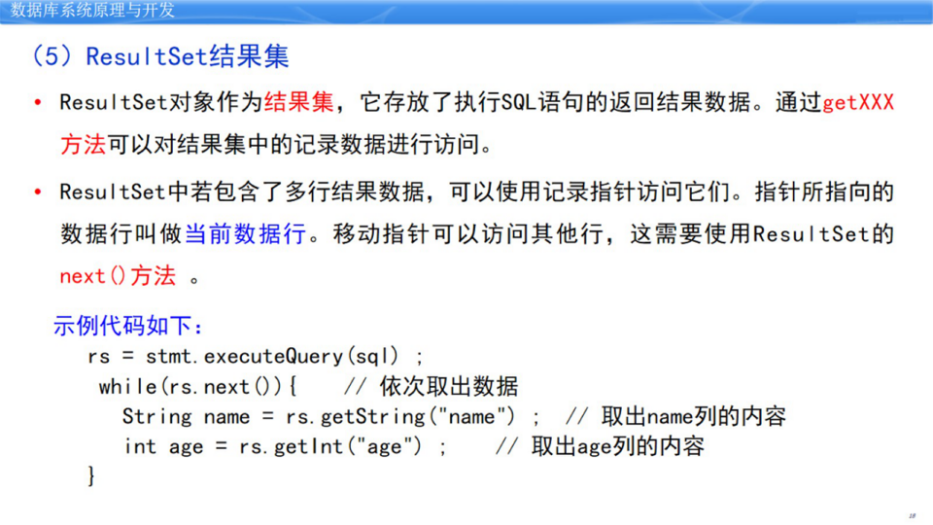 数据库系统原理与开发
（5）ResultSet结果集
• ResultSet对象作为结果集，它存放了执行SQL语句的返回结果数据。通过getXXX
方法可以对结果集中的记录数据进行访问。
• ResultSet中若包含了多行结果数据，可以使用记录指针访问它们。指针所指向的
数据行叫做当前数据行。移动指针可以访问其他行，这需要使用ResultSet的
next()方法 。
示例代码如下：
rs = stmt.executeQuery(sql) ;
while(rs.next()){ // 依次取出数据
String name = rs.getString("name") ; // 取出name列的内容
int age = rs.getInt("age") ; // 取出age列的内容
}